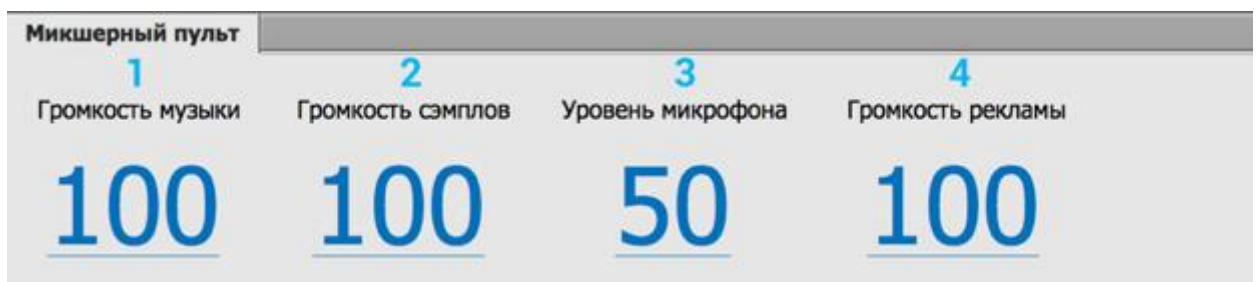 Микшерный пульт
1 2 3 4
Громкость музыки Громкость сэмплов Уровень микрофона Громкость рекламы
100 100 50 100